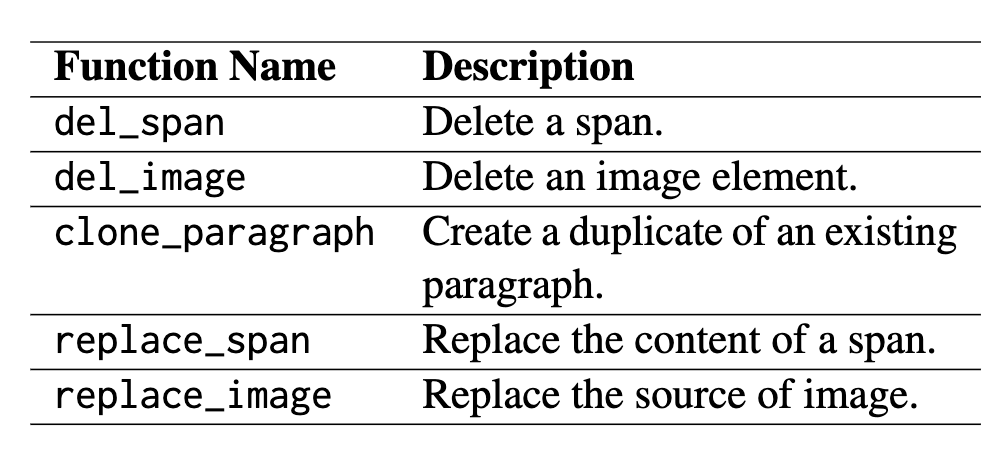 Function Name Description
del_span Delete a span.
del_image Delete an image element.
clone_paragraph Create a duplicate of an existing
paragraph.
replace_span Replace the content of a span.
replace_image Replace the source of image.